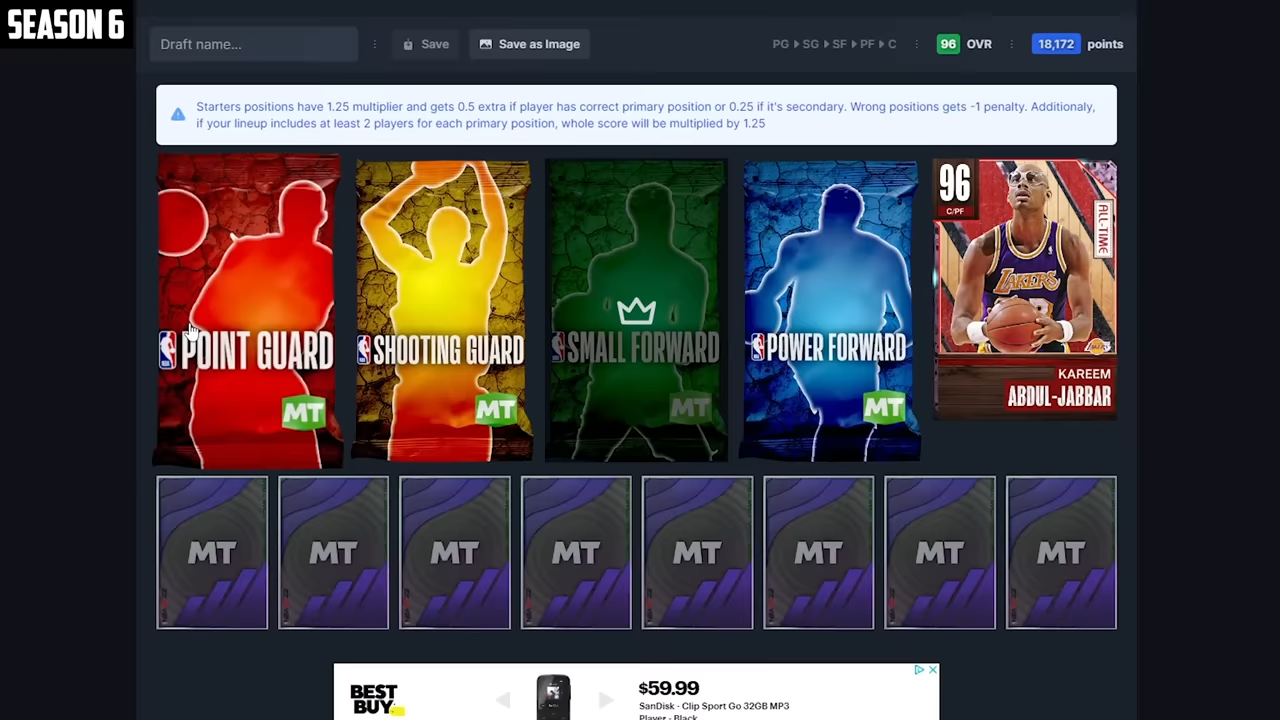 SEASON 6
Draft name...
Save
Save as Image
PG SG SF PF C
96 OVR
18,172 points
Starters positions have 1.25 multiplier and gets 0.5 extra if player has correct primary position or 0.25 if it's secondary. Wrong positions gets -1 penalty. Additionaly,
if your lineup includes at least 2 players for each primary position, whole score will be multiplied by 1.25
POINT GUARD
MT
SHOOTING GUARD
MT
SMALL FORWARD
MT
POWER FORWARD
MT
96
C/PF
ALL-TIME
LAKERS
KAREEM
ABDUL-JABBAR
MT
MT
MT
MT
MT
MT
MT
MT
BEST
BUY
$59.99
SanDisk - Clip Sport Go 32GB MP3
Player - Black